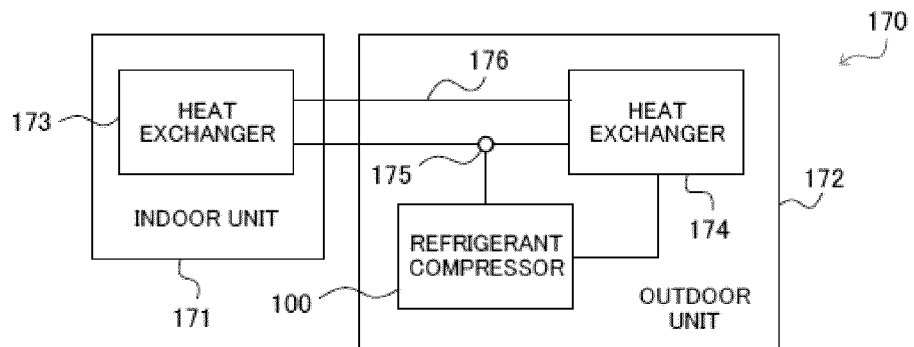 170
176
173
HEAT
EXCHANGER
HEAT
EXCHANGER
175
172
174
INDOOR UNIT
REFRIGERANT
COMPRESSOR
100
171
OUTDOOR
UNIT